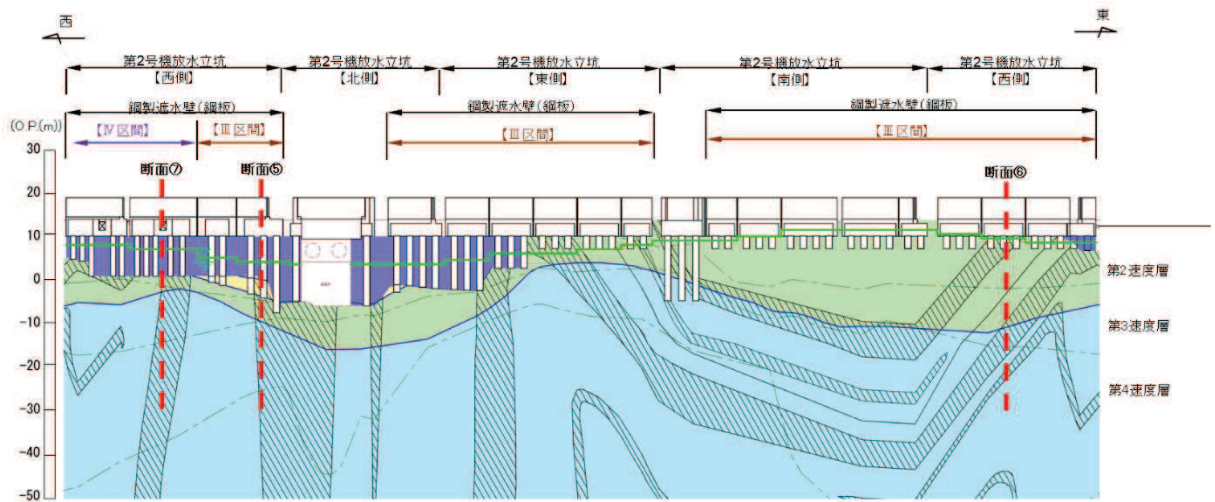 西
東
第2号機放水立坑
【西側】
第2号機放水立坑
【北側】
第2号機放水立坑
【東側】
第2号機放水立坑
【南側】
第2号機放水立坑
【西側】
鋼製遮水壁(鋼板)
鋼製遮水壁(鋼板)
鋼製遮水壁(鋼板)
【Ⅳ区間】
【Ⅲ区間】
【Ⅲ区間】
【Ⅲ区間】
(O.P.(m))
断面⑦
断面⑤
断面⑥
30
20
10
0
-10
-20
-30
-40
-50
第2速度層
第3速度層
第4速度層